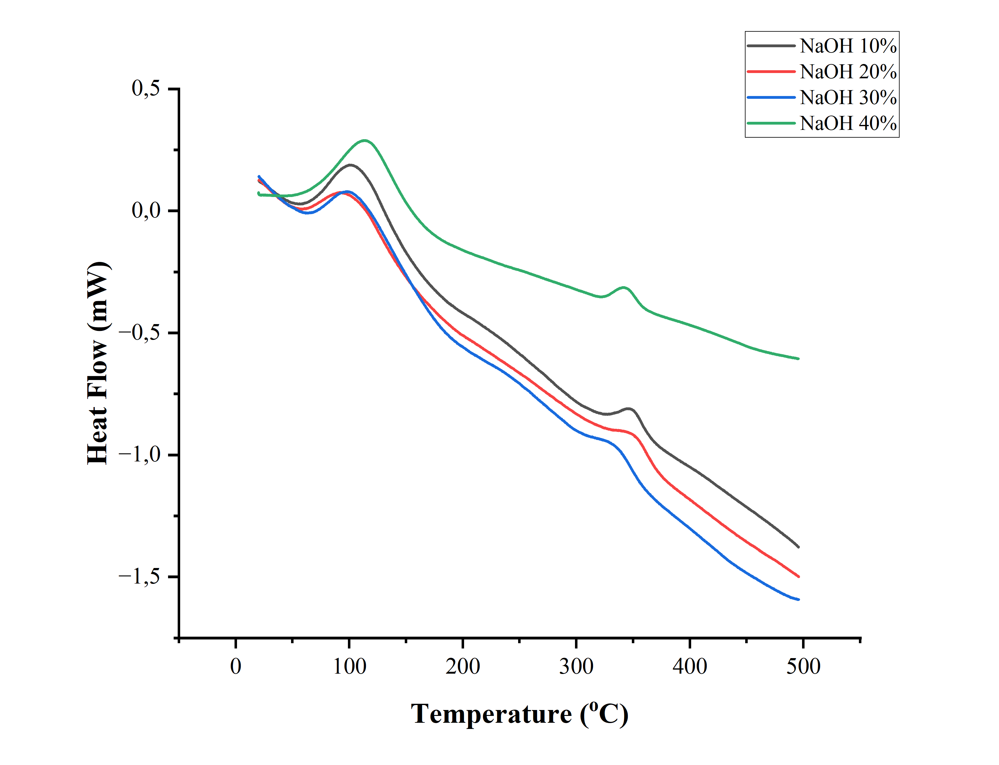 NaOH 10%
NaOH 20%
NaOH 30%
NaOH 40%
0,5
0,0
−0,5
−1,0
−1,5
Heat Flow (mW)
0 100 200 300 400 500
Temperature (⁰C)